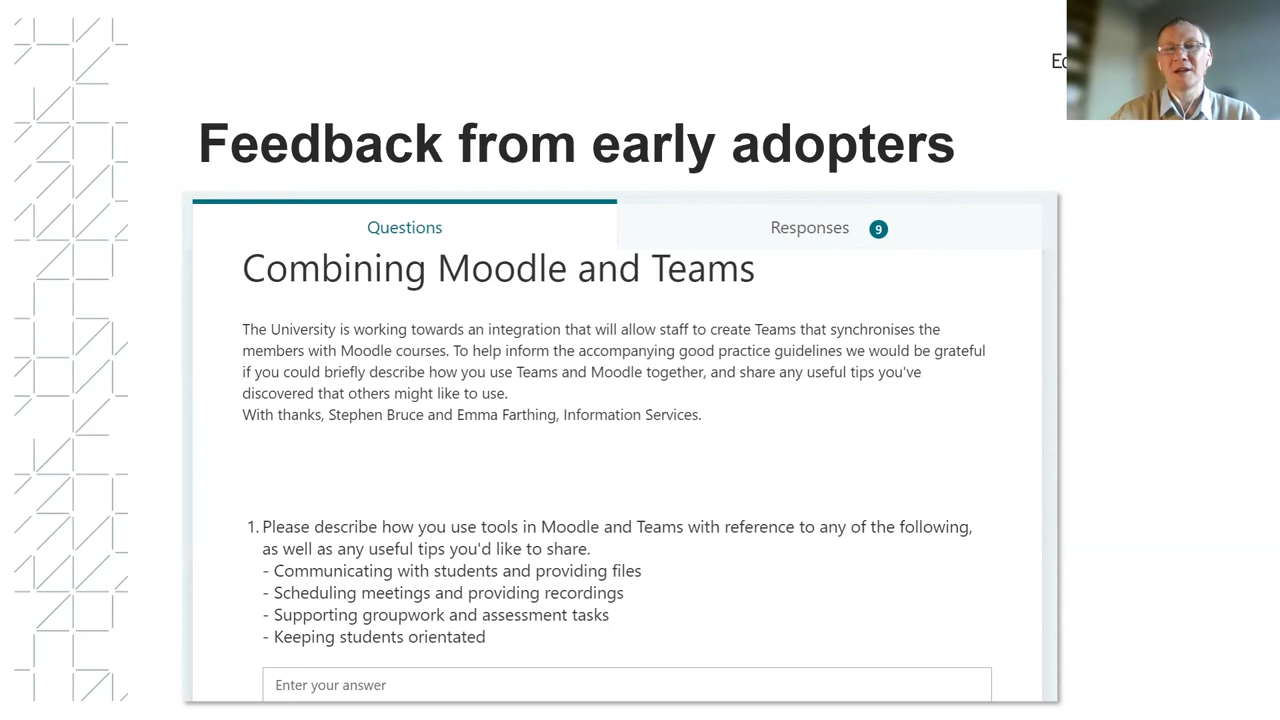 Feedback from early adopters
Questions
Responses 9
Combining Moodle and Teams
The University is working towards an integration that will allow staff to create Teams that synchronises the
members with Moodle courses. To help inform the accompanying good practice guidelines we would be grateful
if you could briefly describe how you use Teams and Moodle together, and share any useful tips you've
discovered that others might like to use.
With thanks, Stephen Bruce and Emma Farthing, Information Services.
1. Please describe how you use tools in Moodle and Teams with reference to any of the following,
as well as any useful tips you'd like to share.
- Communicating with students and providing files
- Scheduling meetings and providing recordings
- Supporting groupwork and assessment tasks
- Keeping students orientated
Enter your answer